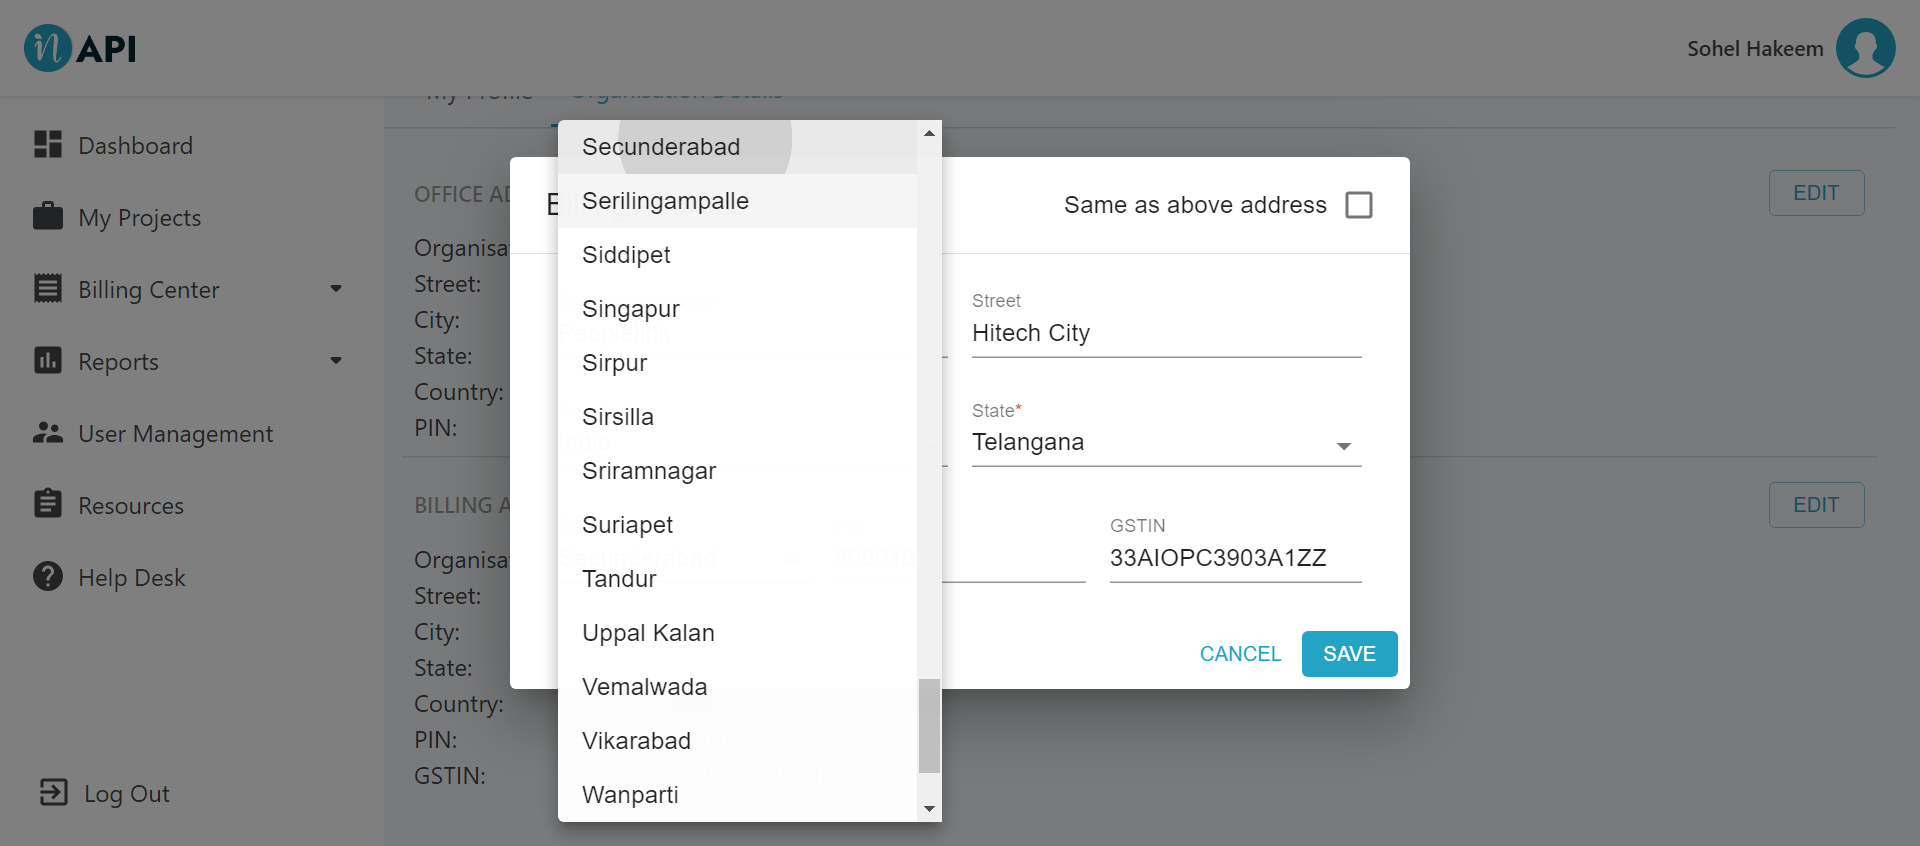 API
Sohel Hakeem
My Profile Organisation Details
Dashboard
My Projects
Billing Center
Reports
User Management
Resources
Help Desk
Log Out
OFFICE AD
EDIT
Organisa
Street:
City:
State:
Country:
PIN:
BILLING A
EDIT
Organisa
Street:
City:
State:
Country:
PIN:
GSTIN:
Secunderabad
Serilingampalle
Siddipet
Singapur
Sirpur
Sirsilla
Sriramnagar
Suriapet
Tandur
Uppal Kalan
Vemalwada
Vikarabad
Wanparti
Same as above address
Street
Hitech City
State*
Telangana
India
Secunderabad
GSTIN
33AIOPC3903A1ZZ
CANCEL
SAVE